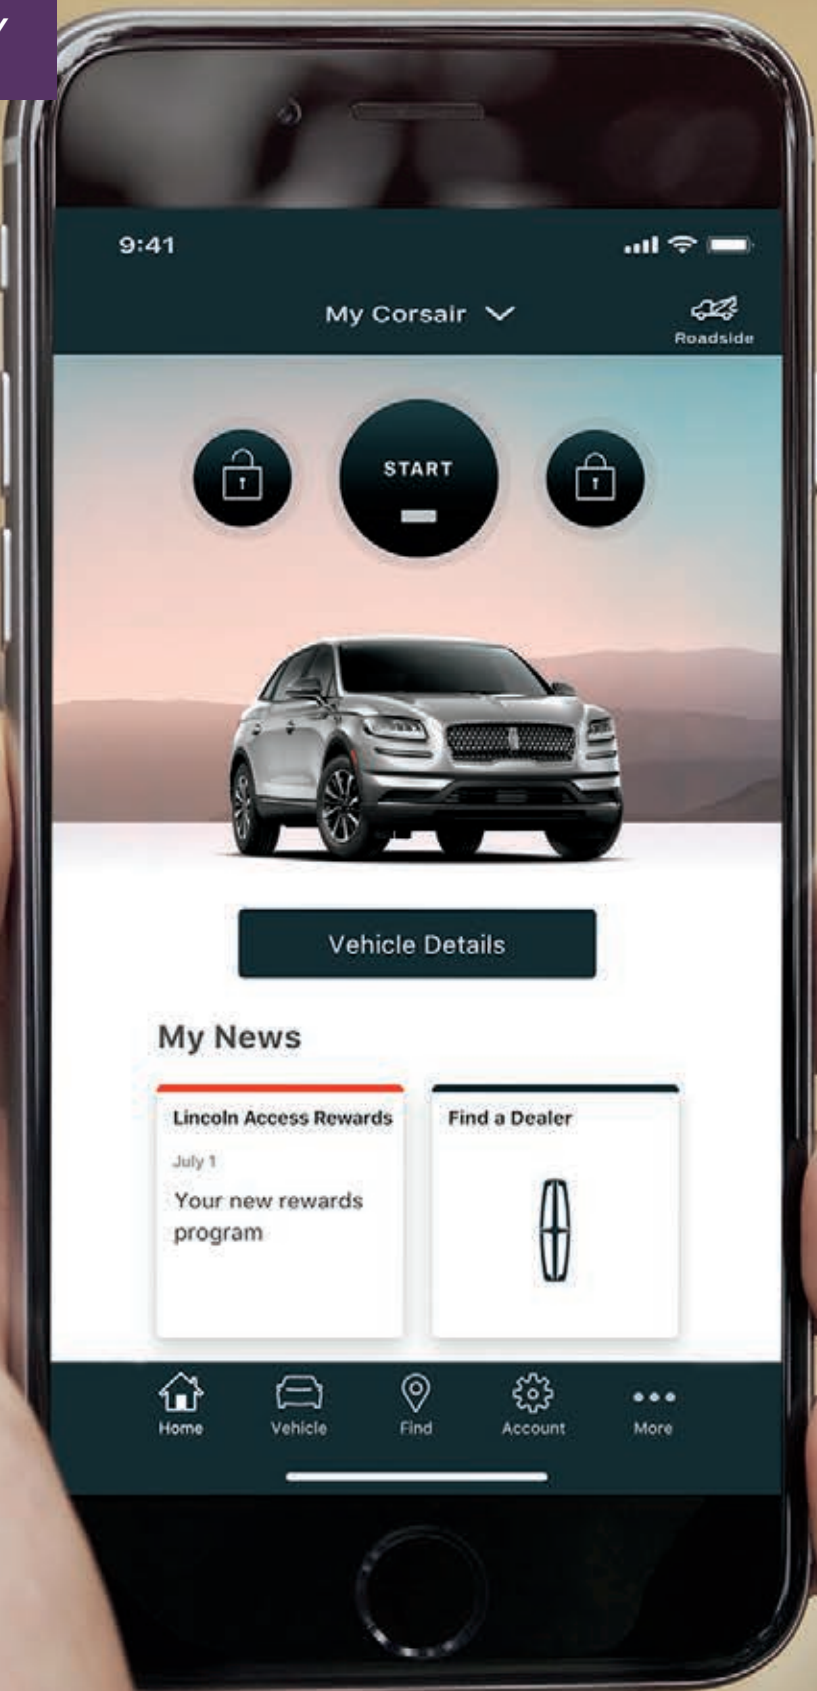 9:41
My Corsair
Roadside
START
Vehicle Details
My News
Lincoln Access Rewards
July 1
Your new rewards
program
Find a Dealer
Home
Vehicle
Find
Account
More